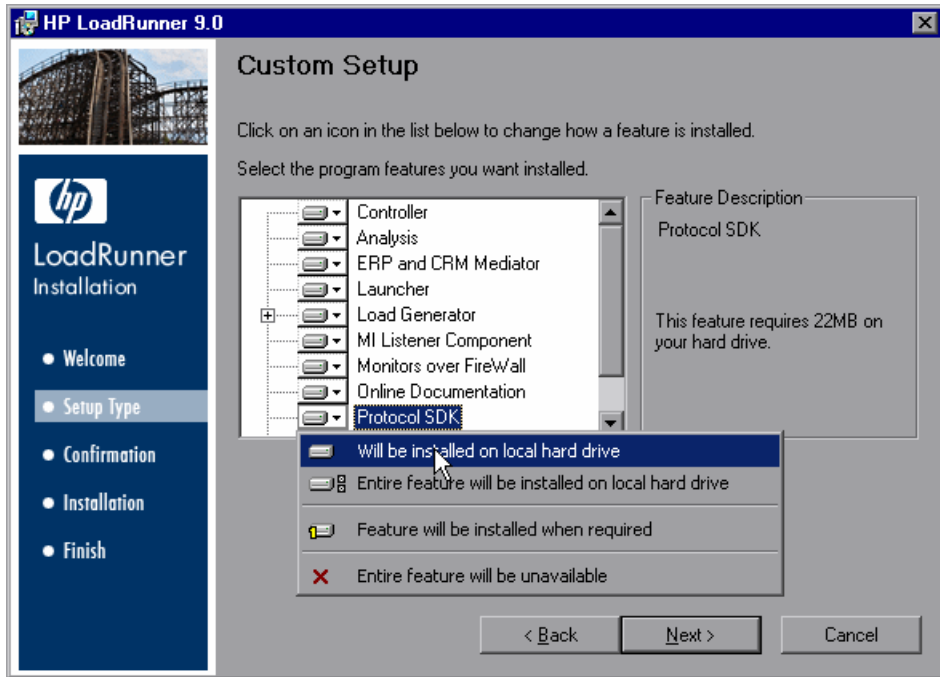 HP LoadRunner 9.0
hp
LoadRunner
Installation
Welcome
Setup Type
Confirmation
Installation
Finish
Custom Setup
Click on an icon in the list below to change how a feature is installed.
Select the program features you want installed.
Controller
Analysis
ERP and CRM Mediator
Launcher
Load Generator
MI Listener Component
Monitors over FireWall
Online Documentation
Protocol SDK
Feature Description
Protocol SDK
This feature requires 22MB on
your hard drive.
Will be installed on local hard drive
Entire feature will be installed on local hard drive
Feature will be installed when required
Entire feature will be unavailable
< Back
Next >
Cancel